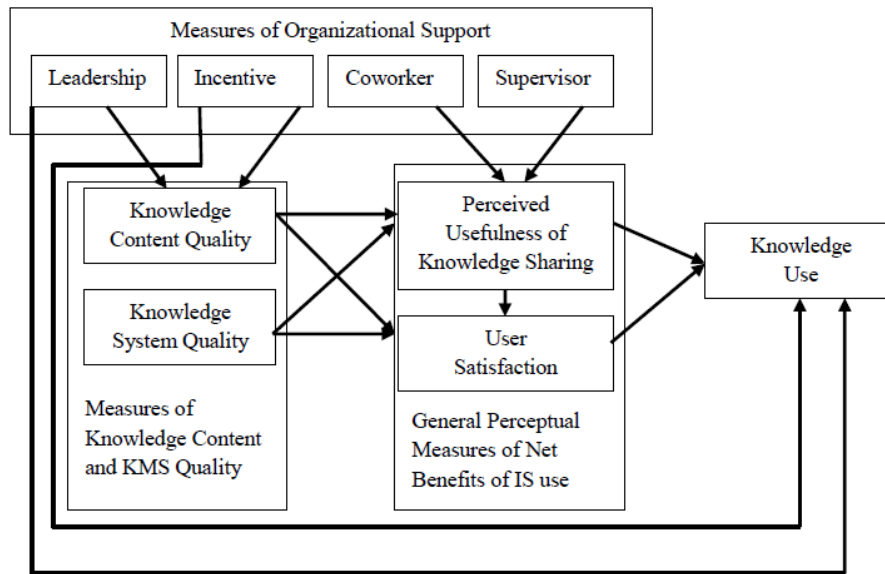 Measures of Organizational Support
Leadership
Incentive
Coworker
Supervisor
Knowledge
Content Quality
Knowledge
System Quality
Measures of
Knowledge Content
and KMS Quality
Perceived
Usefulness of
Knowledge Sharing
User
Satisfaction
General Perceptual
Measures of Net
Benefits of IS use
Knowledge
Use